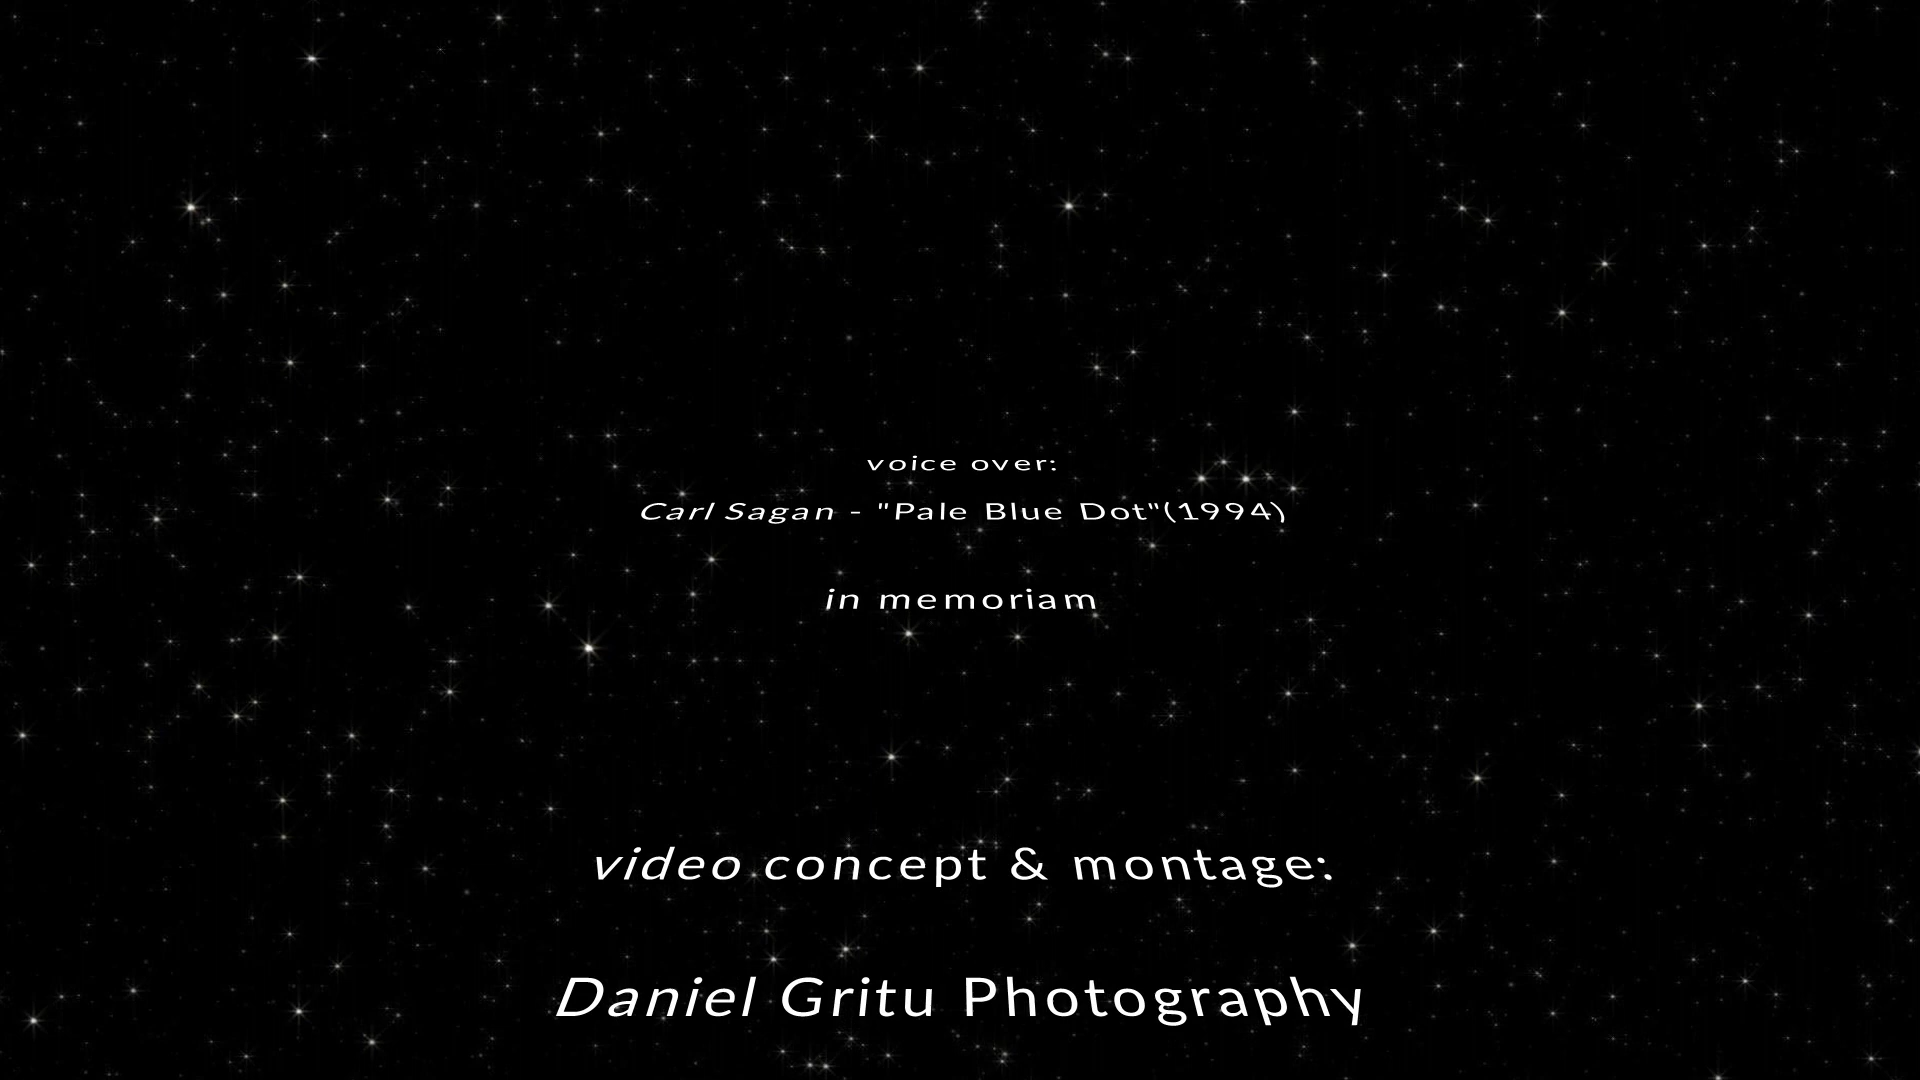 voice over:
Carl Sagan - "Pale Blue Dot"(1994)
in memoriam
video concept & montage:
Daniel Gritu Photography